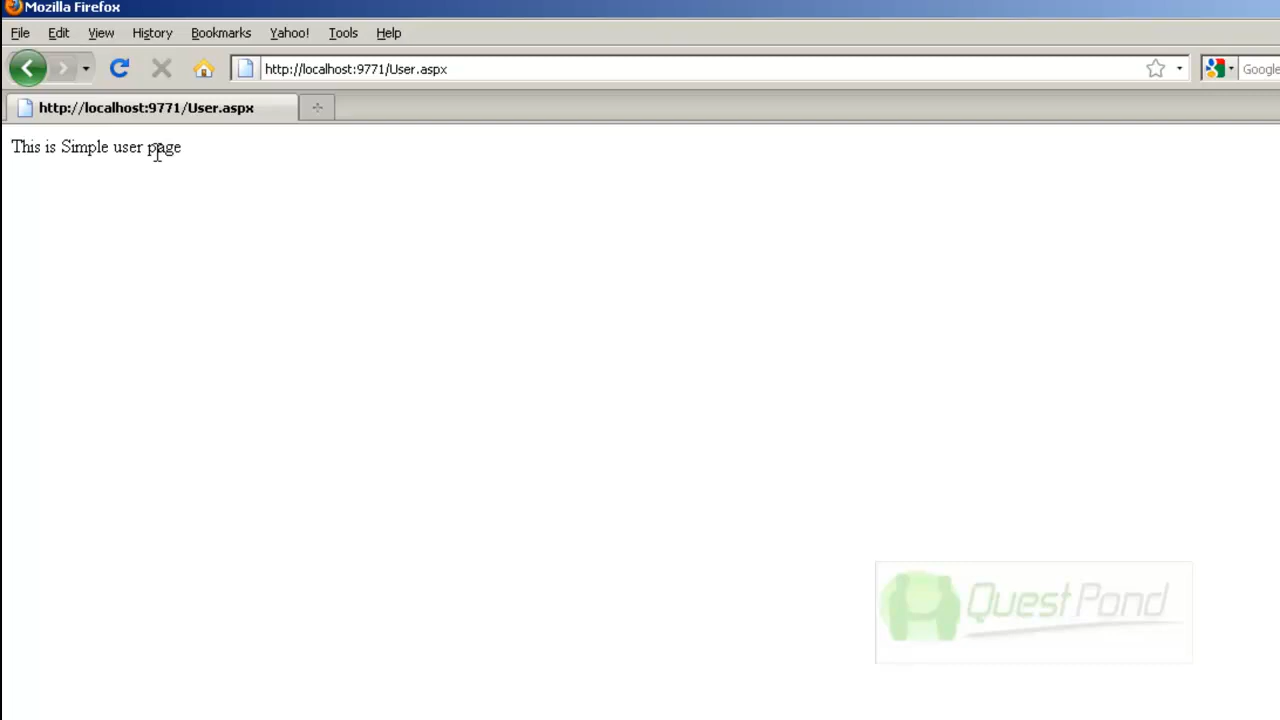 Mozilla Firefox
File Edit View History Bookmarks Yahoo! Tools Help
http://localhost:9771/User.aspx
Google
http://localhost:9771/User.aspx
This is Simple user page
QuestPond